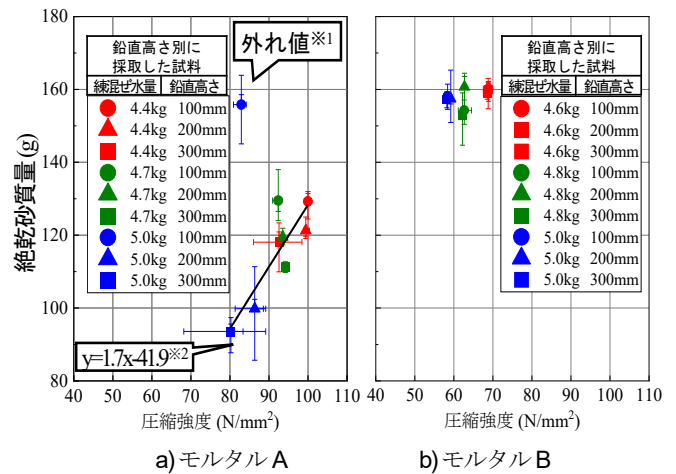 絶乾砂質量(g)
180
160
140
120
100
80
鉛直高さ別に
採取した試料
練混ぜ水量 鉛直高さ
4.4kg 100mm
4.4kg 200mm
4.4kg 300mm
4.7kg 100mm
4.7kg 200mm
4.7kg 300mm
5.0kg 100mm
5.0kg 200mm
5.0kg 300mm
外れ値※1
y=1.7x-41.9※2
40 50 60 70 80 90 100 110
圧縮強度 (N/mm2)
a)モルタルA
鉛直高さ別に
採取した試料
練混ぜ水量 鉛直高さ
4.6kg 100mm
4.6kg 200mm
4.6kg 300mm
4.8kg 100mm
4.8kg 200mm
4.8kg 300mm
5.0kg 100mm
5.0kg 200mm
5.0kg 300mm
40 50 60 70 80 90 100 110
圧縮強度 (N/mm2)
b)モルタルB